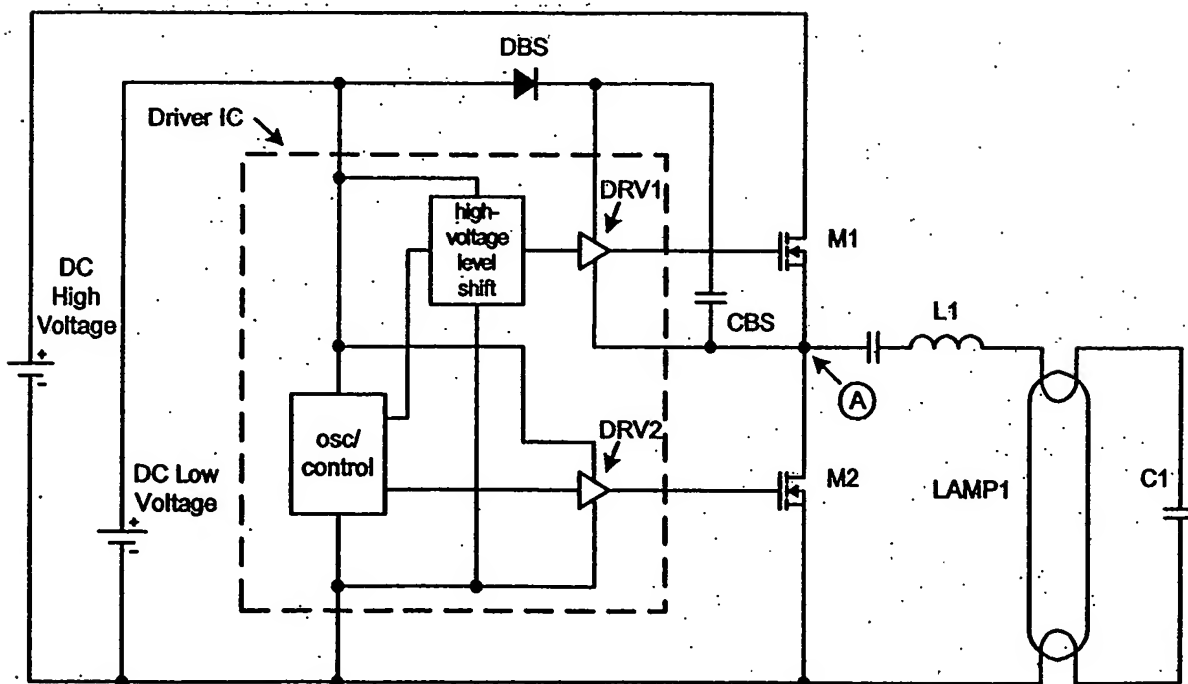 DBS
Driver IC
DRV1
high-
voltage
level
shift
M1
DC
High
Voltage
CBS
L1
A
osc/
control
DRV2
DC Low
Voltage
M2
LAMP1
C1
+
-
+
-